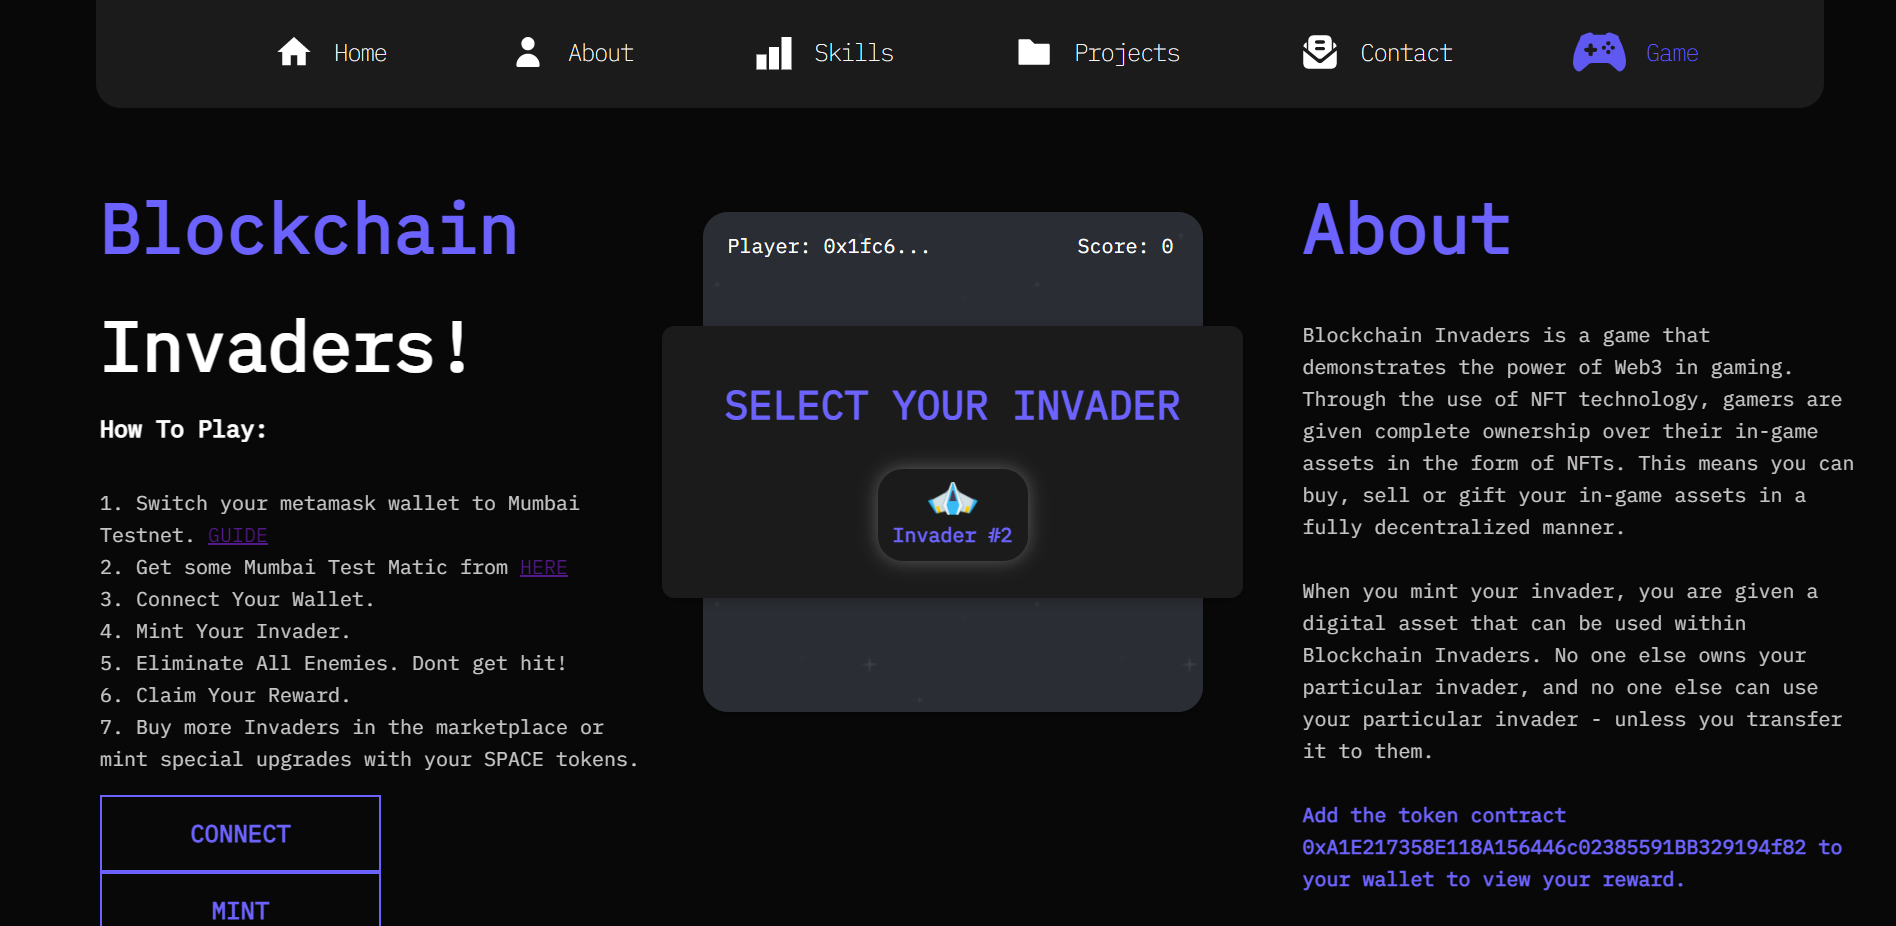 Home
About
Skills
Projects
Contact
Game
Blockchain
Invaders!
How To Play:
1. Switch your metamask wallet to Mumbai
Testnet. GUIDE
2. Get some Mumbai Test Matic from HERE
3. Connect Your Wallet.
4. Mint Your Invader.
5. Eliminate All Enemies. Dont get hit!
6. Claim Your Reward.
7. Buy more Invaders in the marketplace or
mint special upgrades with your SPACE tokens.
CONNECT
MINT
Player: 0x1fc6...
Score: 0
SELECT YOUR INVADER
Invader #2
About
Blockchain Invaders is a game that
demonstrates the power of Web3 in gaming.
Through the use of NFT technology, gamers are
given complete ownership over their in-game
assets in the form of NFTs. This means you can
buy, sell or gift your in-game assets in a
fully decentralized manner.
When you mint your invader, you are given a
digital asset that can be used within
Blockchain Invaders. No one else owns your
particular invader, and no one else can use
your particular invader - unless you transfer
it to them.
Add the token contract
0xA1E217358E118A156446c02385591BB329194f82 to
your wallet to view your reward.